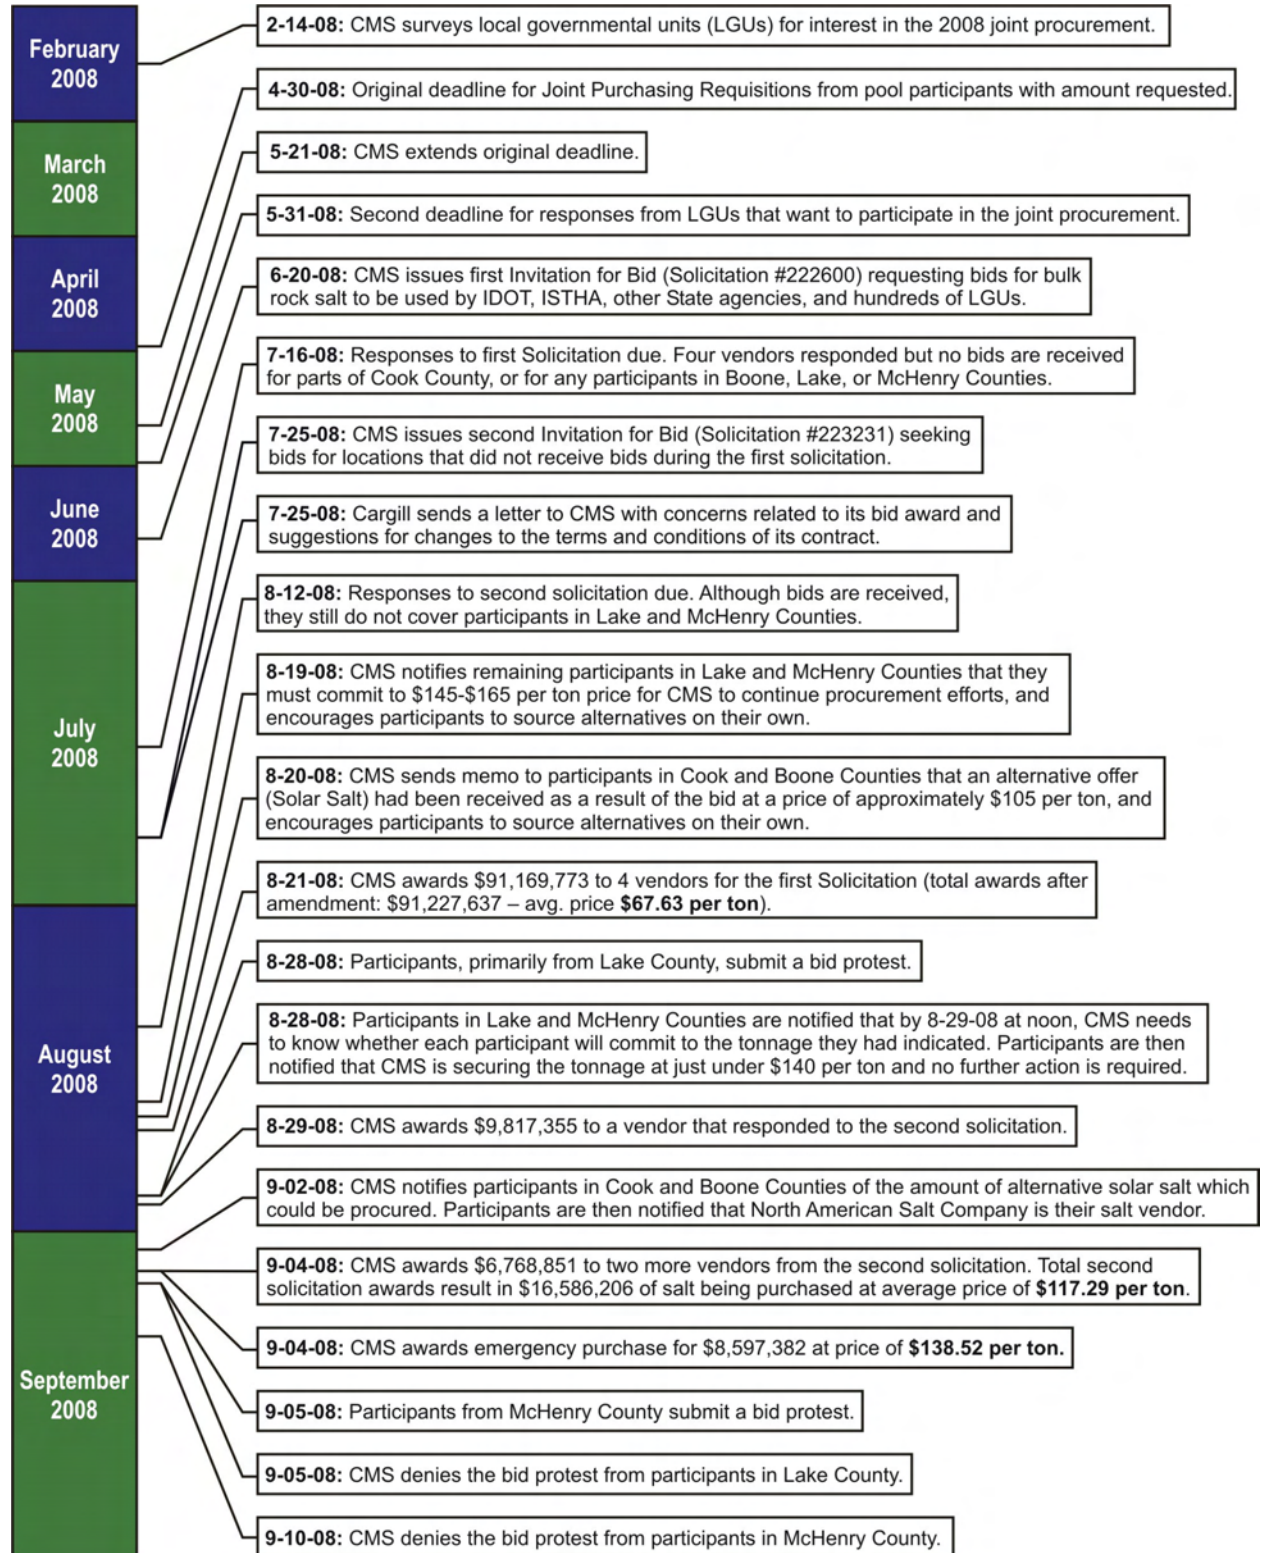 February
2008
March
2008
April
2008
May
2008
June
2008
July
2008
August
2008
September
2008
2-14-08: CMS surveys local governmental units (LGUs) for interest in the 2008 joint procurement.
4-30-08: Original deadline for Joint Purchasing Requisitions from pool participants with amount requested.
5-21-08: CMS extends original deadline.
5-31-08: Second deadline for responses from LGUs that want to participate in the joint procurement.
6-20-08: CMS issues first Invitation for Bid (Solicitation #222600) requesting bids for bulk
rock salt to be used by IDOT, ISTHA, other State agencies, and hundreds of LGUs.
7-16-08: Responses to first Solicitation due. Four vendors responded but no bids are received
for parts of Cook County, or for any participants in Boone, Lake, or McHenry Counties.
7-25-08: CMS issues second Invitation for Bid (Solicitation #223231) seeking
bids for locations that did not receive bids during the first solicitation.
7-25-08: Cargill sends a letter to CMS with concerns related to its bid award and
suggestions for changes to the terms and conditions of its contract.
8-12-08: Responses to second solicitation due. Although bids are received,
they still do not cover participants in Lake and McHenry Counties.
8-19-08: CMS notifies remaining participants in Lake and McHenry Counties that they
must commit to $145-$165 per ton price for CMS to continue procurement efforts, and
encourages participants to source alternatives on their own.
8-20-08: CMS sends memo to participants in Cook and Boone Counties that an alternative offer
(Solar Salt) had been received as a result of the bid at a price of approximately $105 per ton, and
encourages participants to source alternatives on their own.
8-21-08: CMS awards $91,169,773 to 4 vendors for the first Solicitation (total awards after
amendment: $91,227,637 – avg. price $67.63 per ton).
8-28-08: Participants, primarily from Lake County, submit a bid protest.
8-28-08: Participants in Lake and McHenry Counties are notified that by 8-29-08 at noon, CMS needs
to know whether each participant will commit to the tonnage they had indicated. Participants are then
notified that CMS is securing the tonnage at just under $140 per ton and no further action is required.
8-29-08: CMS awards $9,817,355 to a vendor that responded to the second solicitation.
9-02-08: CMS notifies participants in Cook and Boone Counties of the amount of alternative solar salt which
could be procured. Participants are then notified that North American Salt Company is their salt vendor.
9-04-08: CMS awards $6,768,851 to two more vendors from the second solicitation. Total second
solicitation awards result in $16,586,206 of salt being purchased at average price of $117.29 per ton.
9-04-08: CMS awards emergency purchase for $8,597,382 at price of $138.52 per ton.
9-05-08: Participants from McHenry County submit a bid protest.
9-05-08: CMS denies the bid protest from participants in Lake County.
9-10-08: CMS denies the bid protest from participants in McHenry County.